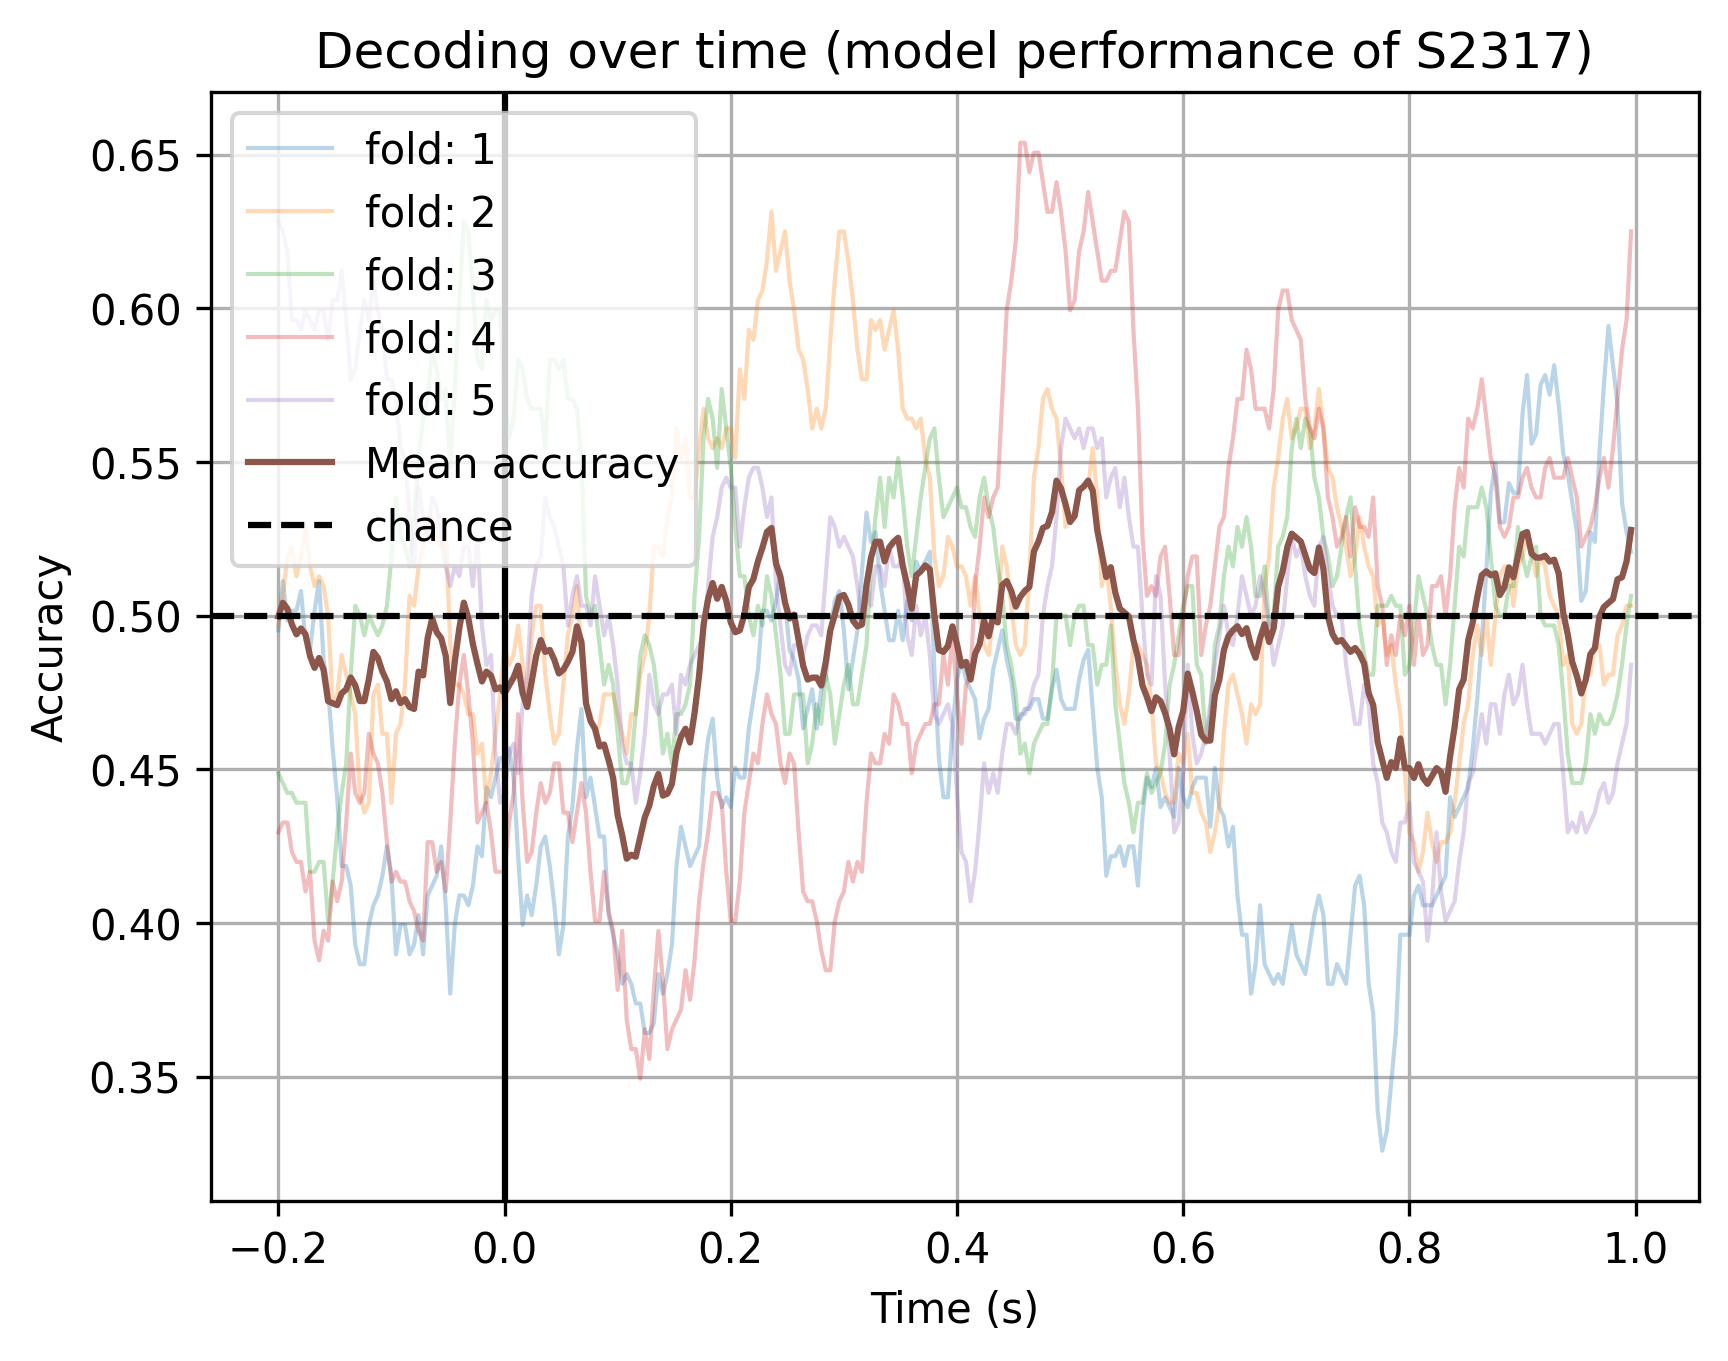 Decoding over time (model performance of S2317)
fold: 1
fold: 2
fold: 3
fold: 4
fold: 5
Mean accuracy
chance
Accuracy
0.65
0.60
0.55
0.50
0.45
0.40
0.35
−0.2 0.0 0.2 0.4 0.6 0.8 1.0
Time (s)